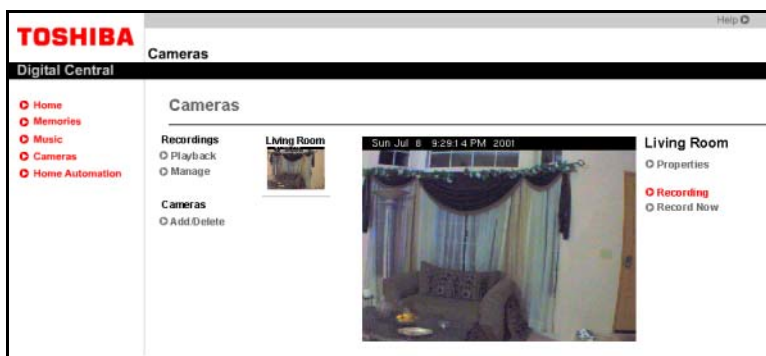 Help
TOSHIBA
Cameras
Digital Central
Home
Memories
Music
Cameras
Home Automation
Cameras
Recordings
Playback
Manage
Cameras
Add/Delete
Living Room
Sun Jul 8 9:29:14 PM 2001
Living Room
Properties
Recording
Record Now